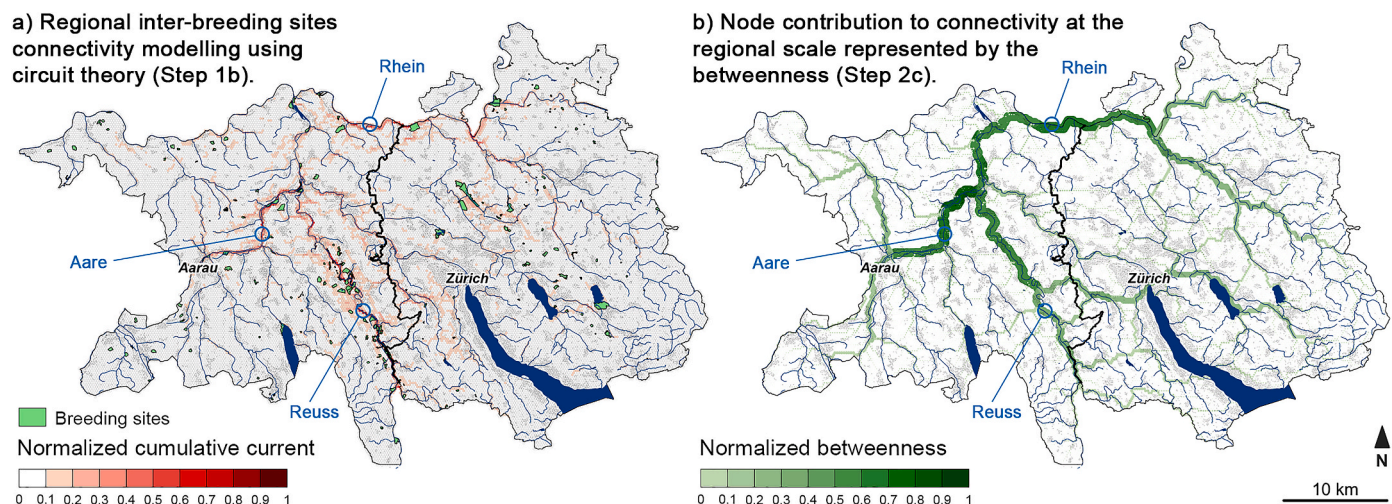 a) Regional inter-breeding sites
connectivity modelling using
circuit theory (Step 1b).
Rhein
Aare
Aarau
Zürich
Reuss
Breeding sites
Normalized cumulative current
0 0.1 0.2 0.3 0.4 0.5 0.6 0.7 0.8 0.9 1
b) Node contribution to connectivity at the
regional scale represented by the
betweenness (Step 2c).
Rhein
Aare
Aarau
Zürich
Reuss
Normalized betweenness
0 0.1 0.2 0.3 0.4 0.5 0.6 0.7 0.8 0.9 1
N
10 km